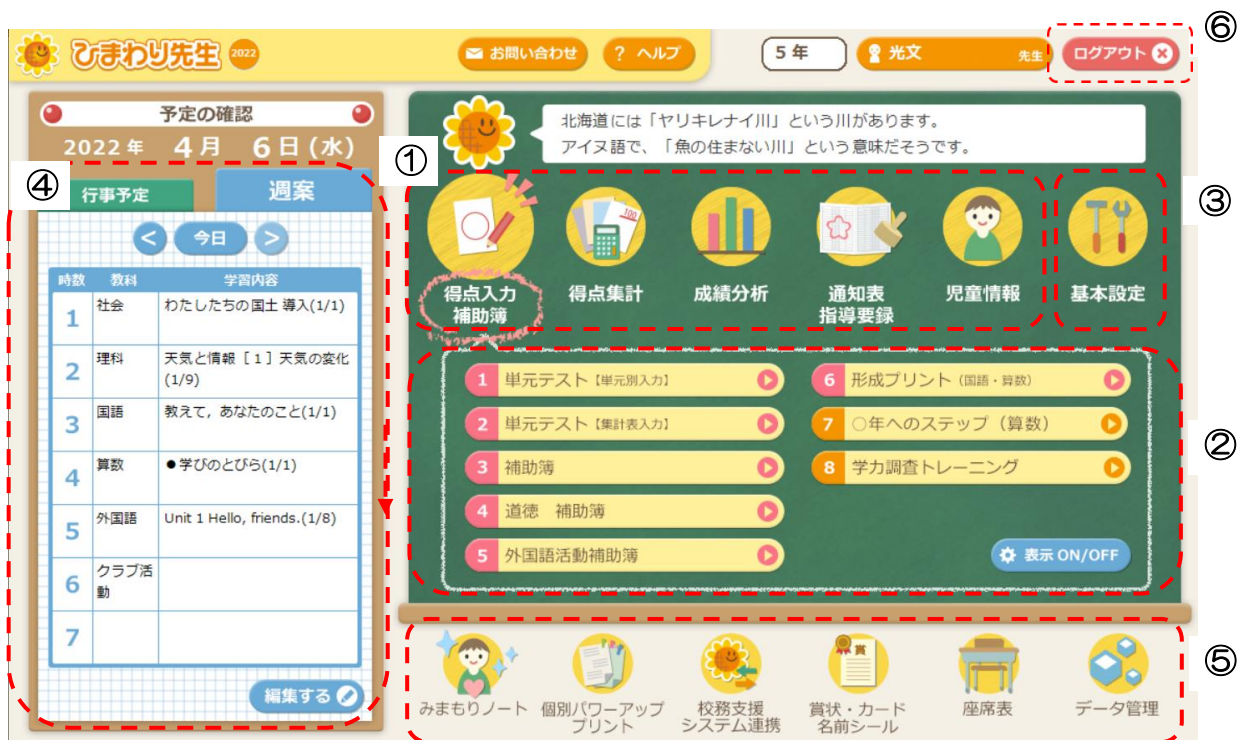 ひまわり先生 2022
お問い合わせ
? ヘルプ
5年
光文 先生
ログアウト
⑥
予定の確認
2022年 4月 6日(水)
④
行事予定
週案
< 今日 >
時数 教科 学習内容
1 社会 わたしたちの国土 導入(1/1)
2 理科 天気と情報［1］天気の変化
(1/9)
3 国語 教えて，あなたのこと(1/1)
4 算数 ●学びのとびら(1/1)
5 外国語 Unit 1 Hello, friends.(1/8)
6 クラブ活
動
7
編集する
北海道には「ヤリキレナイ川」という川があります。
アイヌ語で、「魚の住まない川」という意味だそうです。
①
100
得点入力
補助簿
得点集計
成績分析
通知表
指導要録
児童情報
③
基本設定
②
1 単元テスト【単元別入力】
2 単元テスト【集計表入力】
3 補助簿
4 道徳 補助簿
5 外国語活動補助簿
6 形成プリント（国語・算数）
7 ○年へのステップ（算数）
8 学力調査トレーニング
表示 ON/OFF
⑤
みまもりノート
個別パワーアップ
プリント
校務支援
システム連携
賞
賞状・カード
名前シール
座席表
データ管理